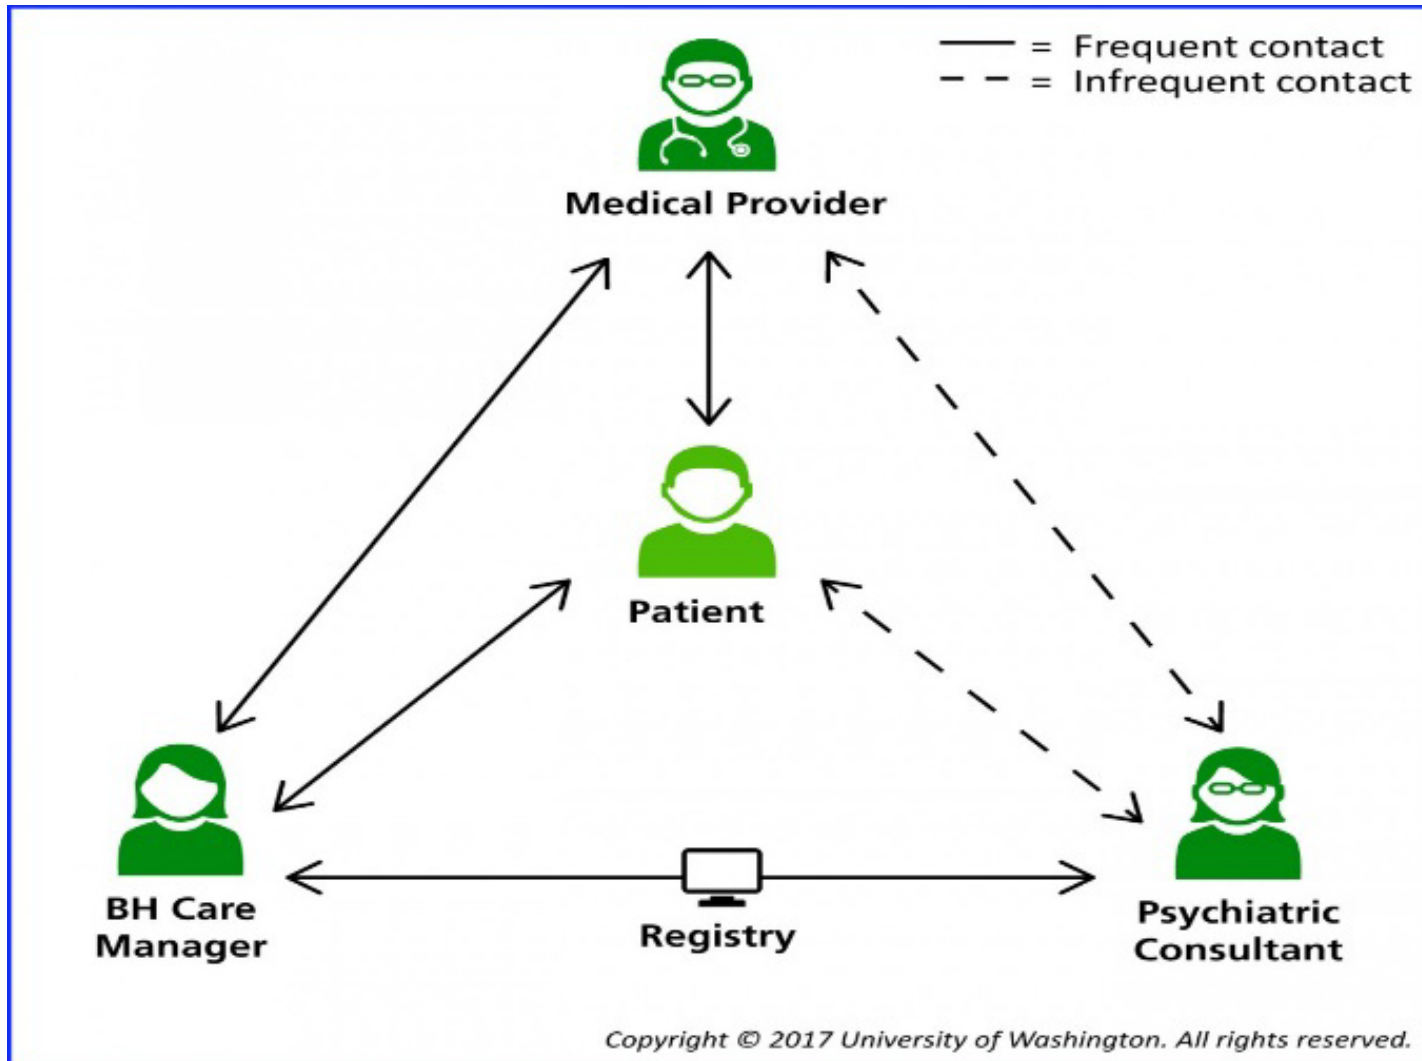 = Frequent contact
= Infrequent contact
Medical Provider
Patient
BH Care
Manager
Registry
Psychiatric
Consultant
Copyright © 2017 University of Washington. All rights reserved.